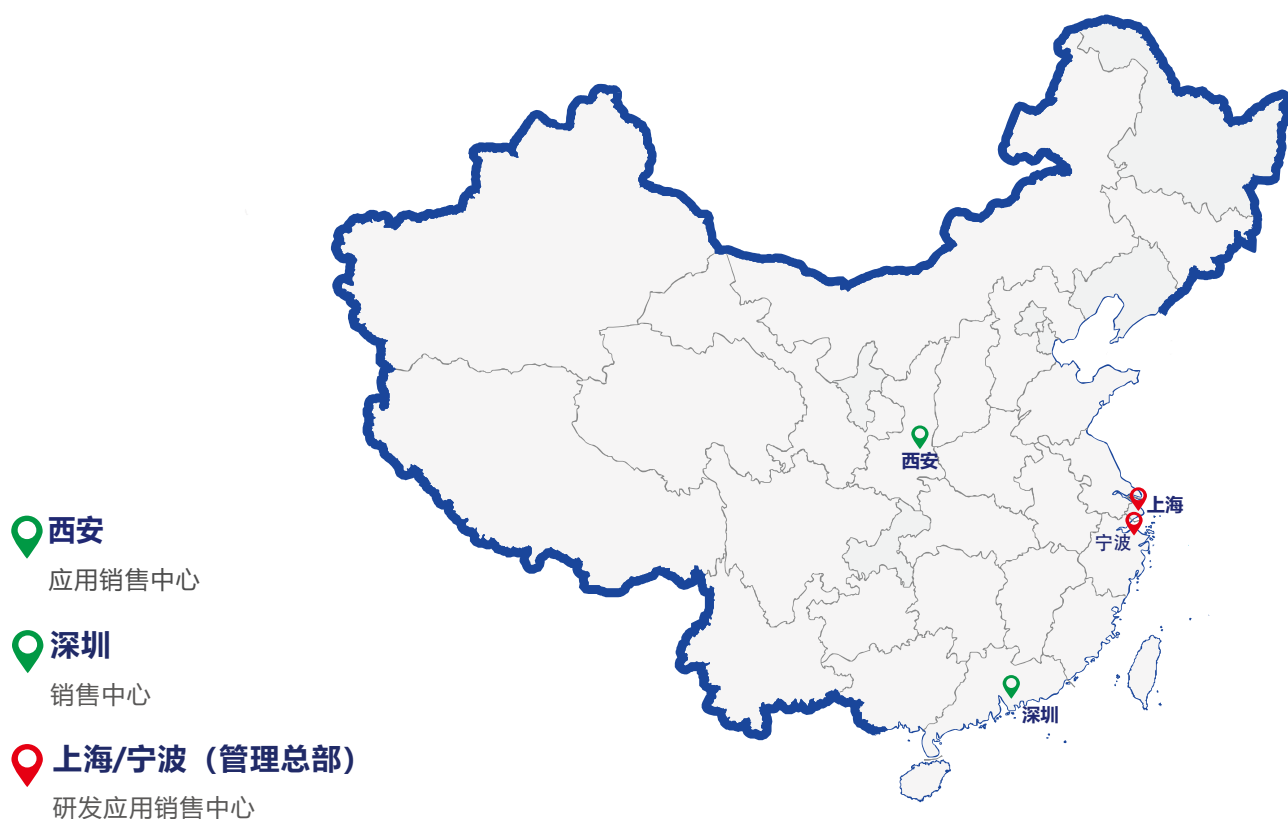 西安
上海
宁波
深圳
西安
应用销售中心
深圳
销售中心
上海/宁波（管理总部）
研发应用销售中心